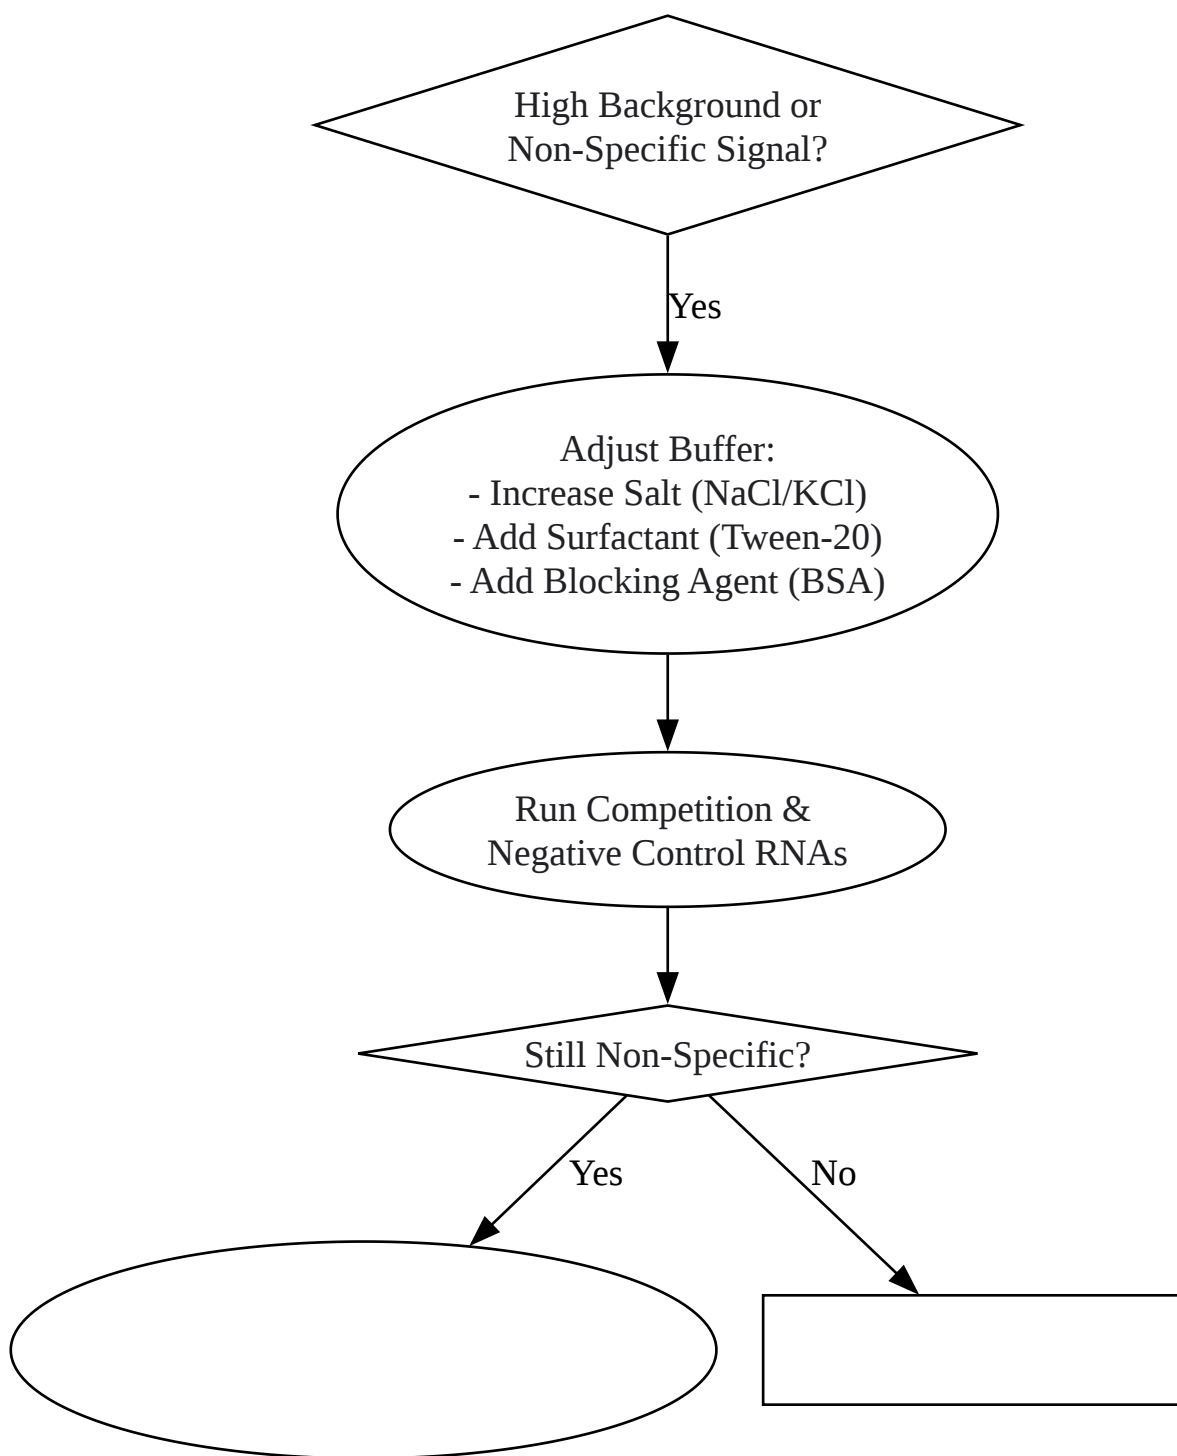 High Background or
Non-Specific Signal?
Yes
Adjust Buffer:
- Increase Salt (NaCl/KCl)
- Add Surfactant (Tween-20)
- Add Blocking Agent (BSA)
Run Competition &
Negative Control RNAs
Still Non-Specific?
Yes
No